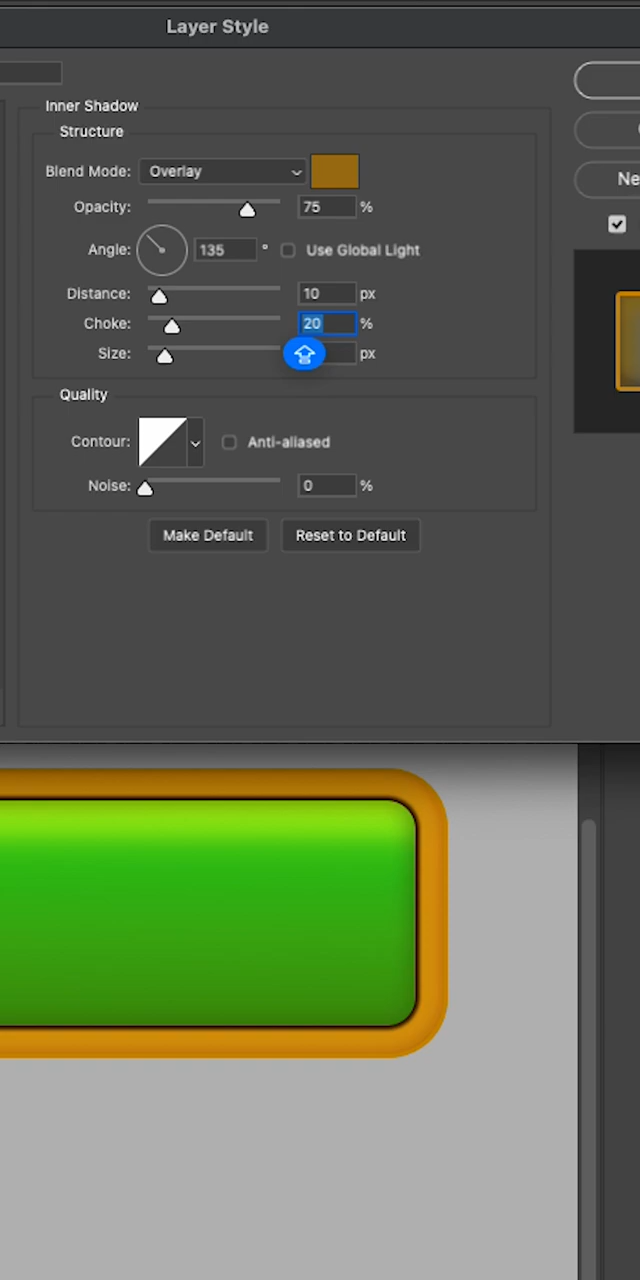 Layer Style
Inner Shadow
Structure
Blend Mode: Overlay
Opacity: 75 %
Angle: 135 ° Use Global Light
Distance: 10 px
Choke: 20 %
Size: px
Quality
Contour: Anti-aliased
Noise: 0 %
Make Default Reset to Default